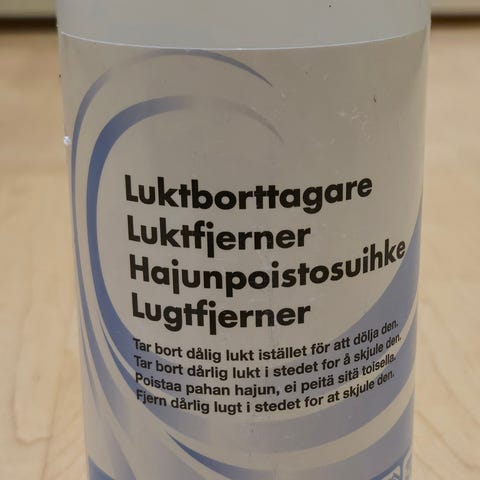 Luktborttagare
Luktfjerner
Hajunpoistosuihke
Lugtfjerner
Tar bort dålig lukt istället för att dölja den.
Tar bort dårlig lukt i stedet for å skjule den.
Poistaa pahan hajun, ei peitä sitä toisella.
Fjern dårlig lugt i stedet for at skjule den.